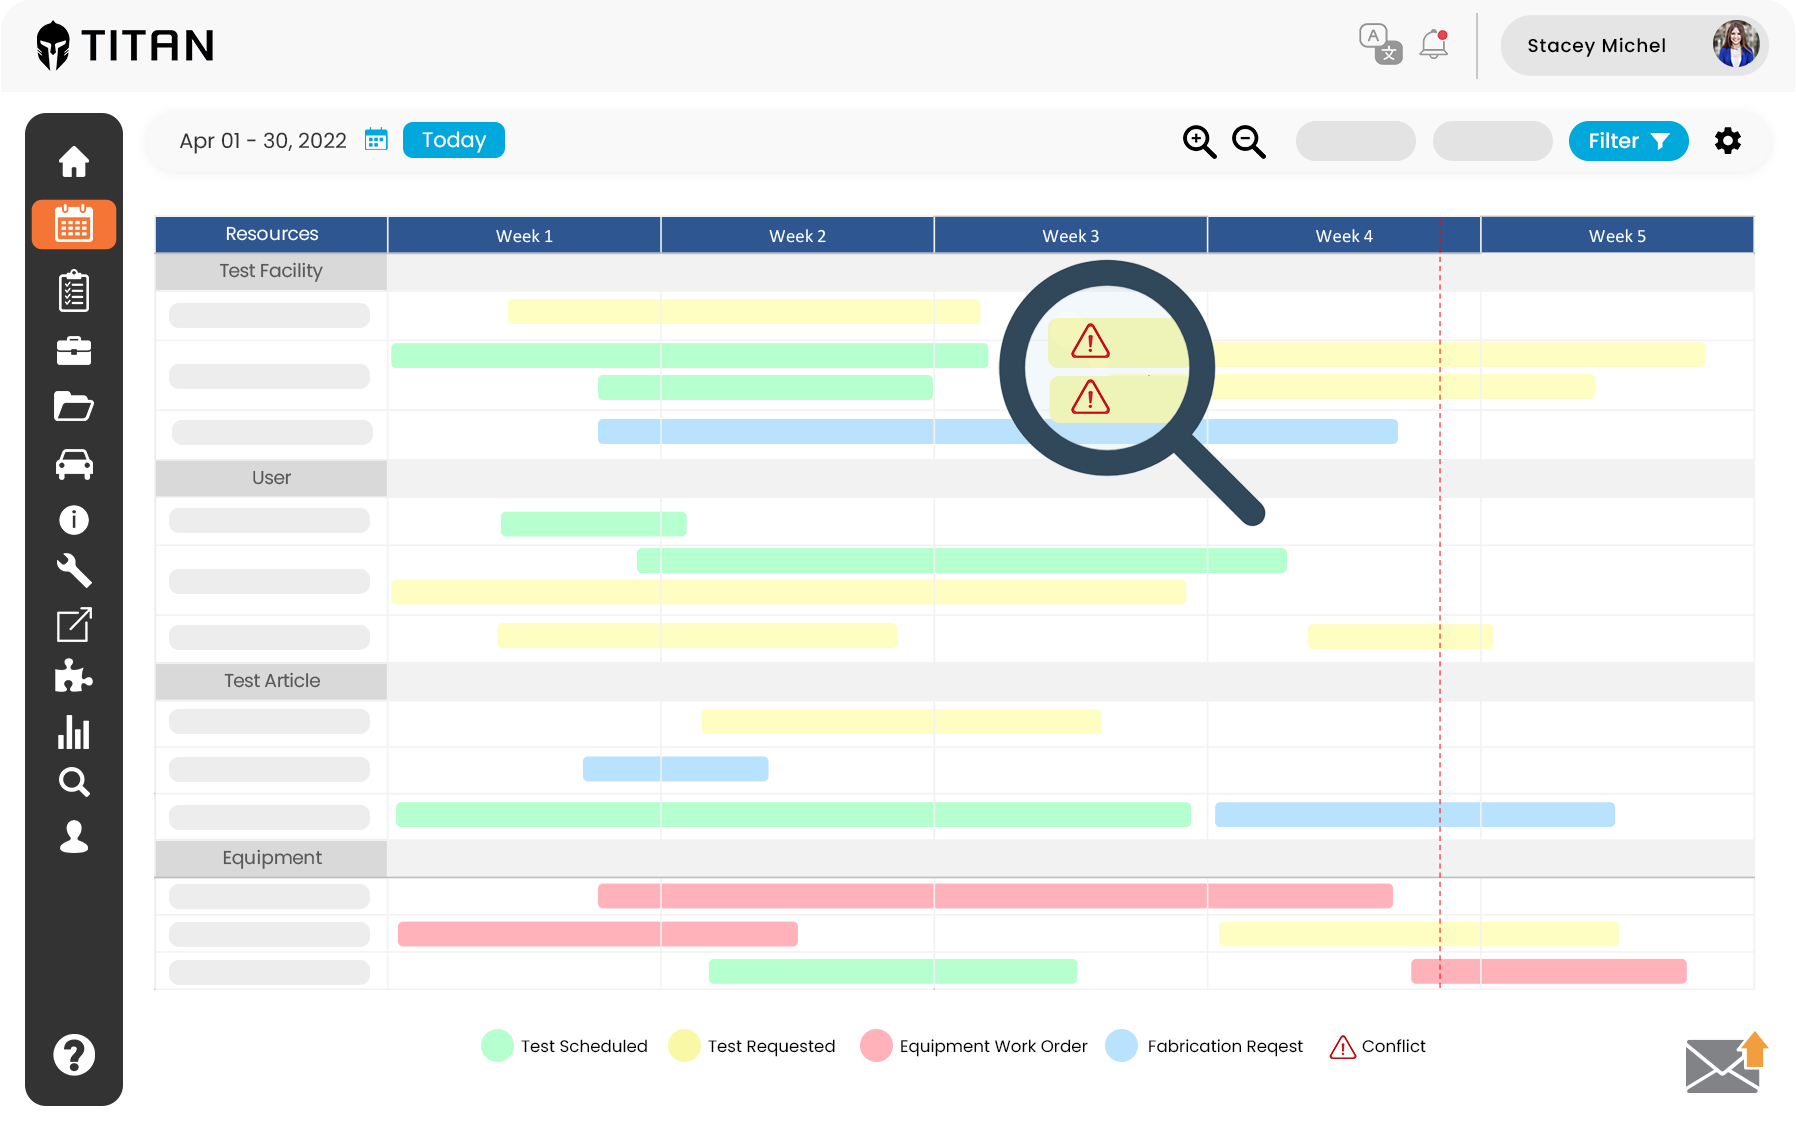 TITAN
A
文
Stacey Michel
Apr 01 - 30, 2022
Today
Filter
Resources
Week 1
Week 2
Week 3
Week 4
Week 5
Test Facility
User
Test Article
Equipment
Test Scheduled
Test Requested
Equipment Work Order
Fabrication Reqest
Conflict